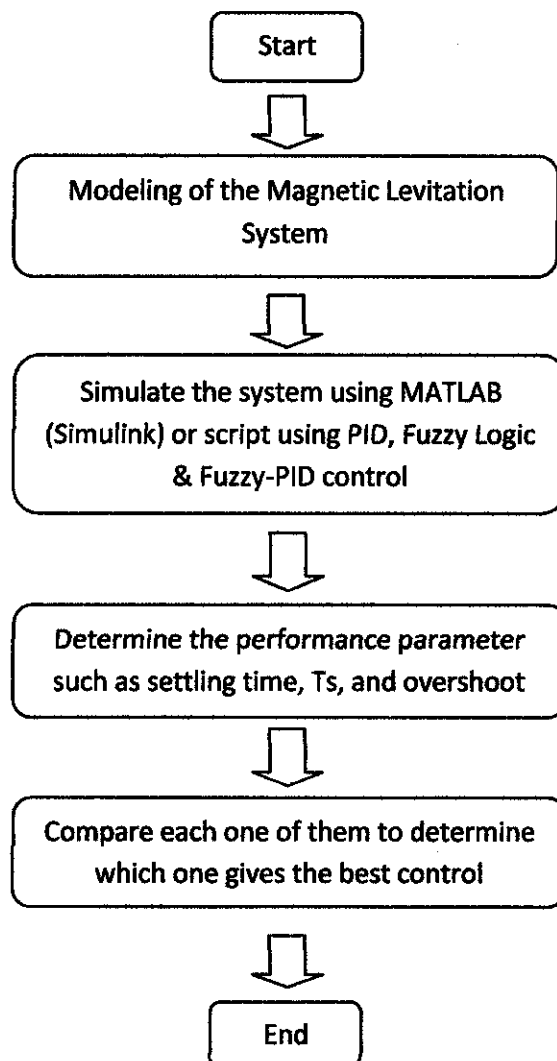 Start
Modeling of the Magnetic Levitation
System
Simulate the system using MATLAB
(Simulink) or script using PID, Fuzzy Logic
& Fuzzy-PID control
Determine the performance parameter
such as settling time, Ts, and overshoot
Compare each one of them to determine
which one gives the best control
End